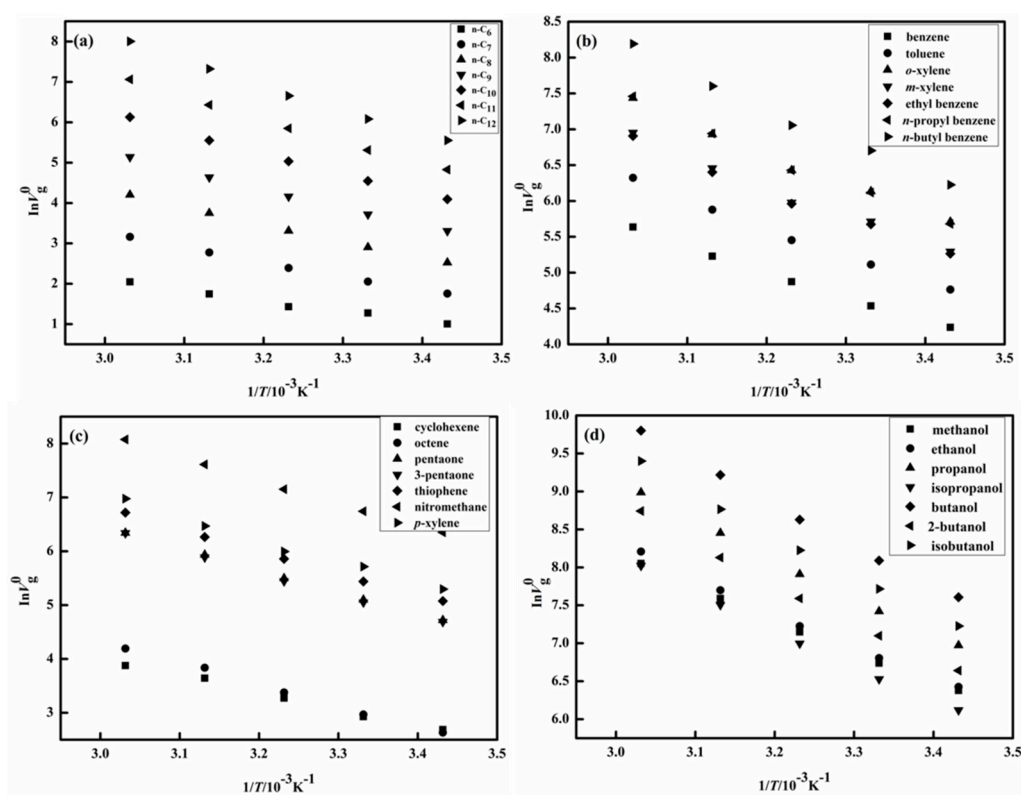 (a)
n-C6
n-C7
n-C8
n-C9
n-C10
n-C11
n-C12
8
7
6
5
4
3
2
1
lnVg0
3.0 3.1 3.2 3.3 3.4 3.5
1/T/10-3K-1
(b)
benzene
toluene
o-xylene
m-xylene
ethyl benzene
n-propyl benzene
n-butyl benzene
8.5
8.0
7.5
7.0
6.5
6.0
5.5
5.0
4.5
4.0
lnVg0
3.0 3.1 3.2 3.3 3.4 3.5
1/T/10-3K-1
(c)
cyclohexene
octene
pentaone
3-pentaone
thiophene
nitromethane
p-xylene
8
7
6
5
4
3
lnVg0
3.0 3.1 3.2 3.3 3.4 3.5
1/T/10-3K-1
(d)
methanol
ethanol
propanol
isopropanol
butanol
2-butanol
isobutanol
10.0
9.5
9.0
8.5
8.0
7.5
7.0
6.5
6.0
lnVg0
3.0 3.1 3.2 3.3 3.4 3.5
1/T/10-3K-1